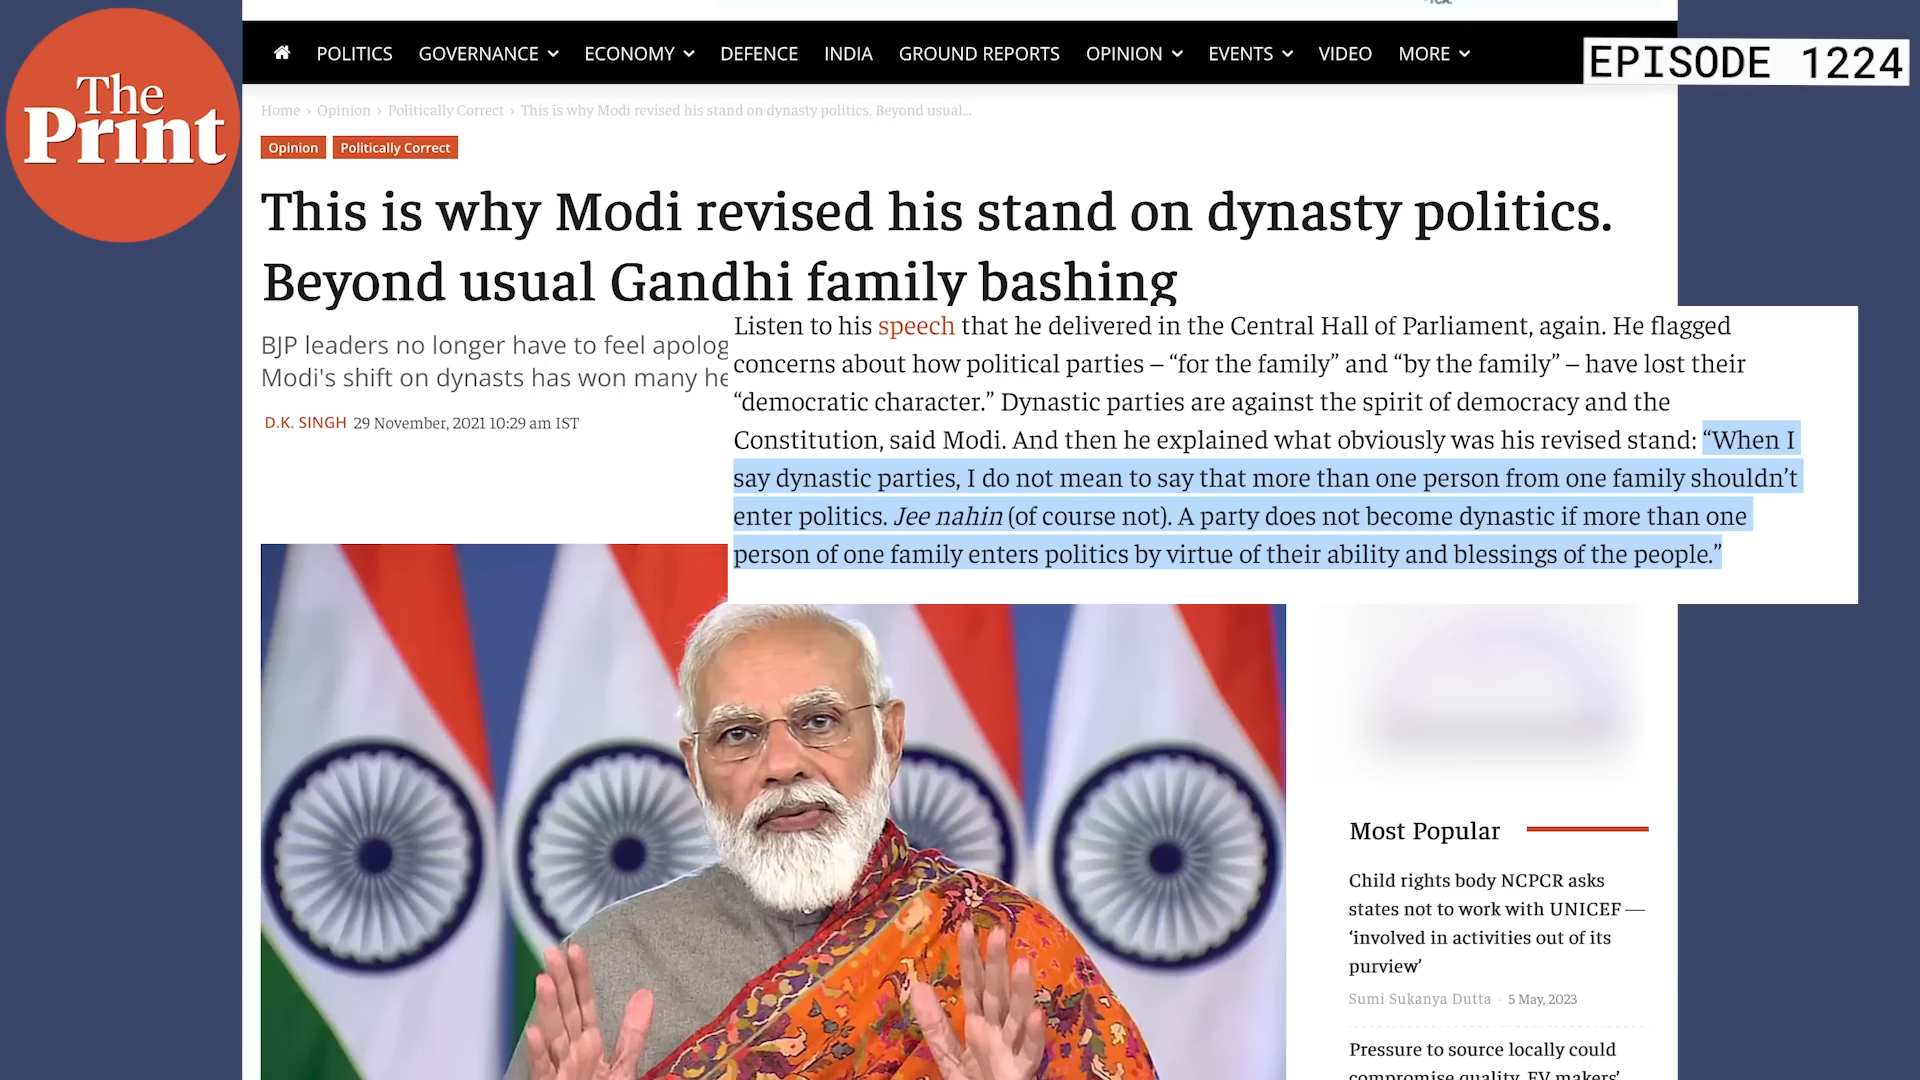 The
Print
POLITICS GOVERNANCE ECONOMY DEFENCE INDIA GROUND REPORTS OPINION EVENTS VIDEO MORE
EPISODE 1224
Home › Opinion › Politically Correct › This is why Modi revised his stand on dynasty politics. Beyond usual...
Opinion Politically Correct
This is why Modi revised his stand on dynasty politics.
Beyond usual Gandhi family bashing
BJP leaders no longer have to feel apolog
Modi's shift on dynasts has won many he
D.K. SINGH 29 November, 2021 10:29 am IST
Listen to his speech that he delivered in the Central Hall of Parliament, again. He flagged
concerns about how political parties – “for the family” and “by the family” – have lost their
“democratic character.” Dynastic parties are against the spirit of democracy and the
Constitution, said Modi. And then he explained what obviously was his revised stand: “When I
say dynastic parties, I do not mean to say that more than one person from one family shouldn’t
enter politics. Jee nahin (of course not). A party does not become dynastic if more than one
person of one family enters politics by virtue of their ability and blessings of the people.”
Most Popular
Child rights body NCPCR asks
states not to work with UNICEF —
‘involved in activities out of its
purview’
Sumi Sukanya Dutta - 5 May, 2023
Pressure to source locally could
compromise quality, EV makers’